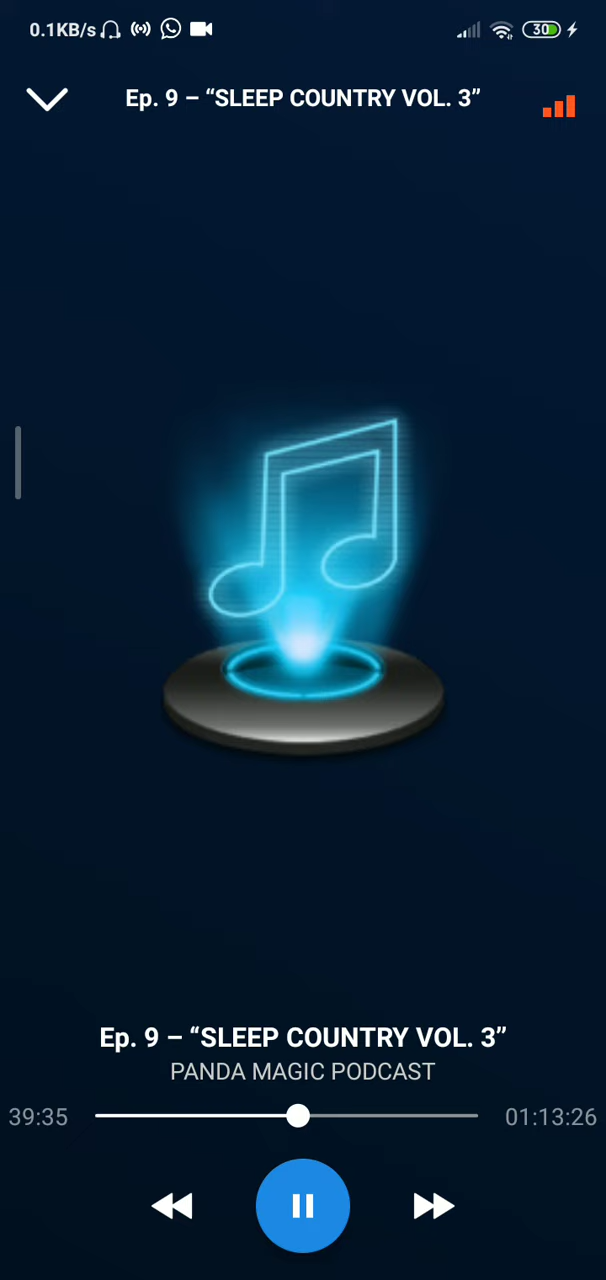 0.1KB/s
30
Ep. 9 – “SLEEP COUNTRY VOL. 3”
Ep. 9 – “SLEEP COUNTRY VOL. 3”
PANDA MAGIC PODCAST
39:35
01:13:26